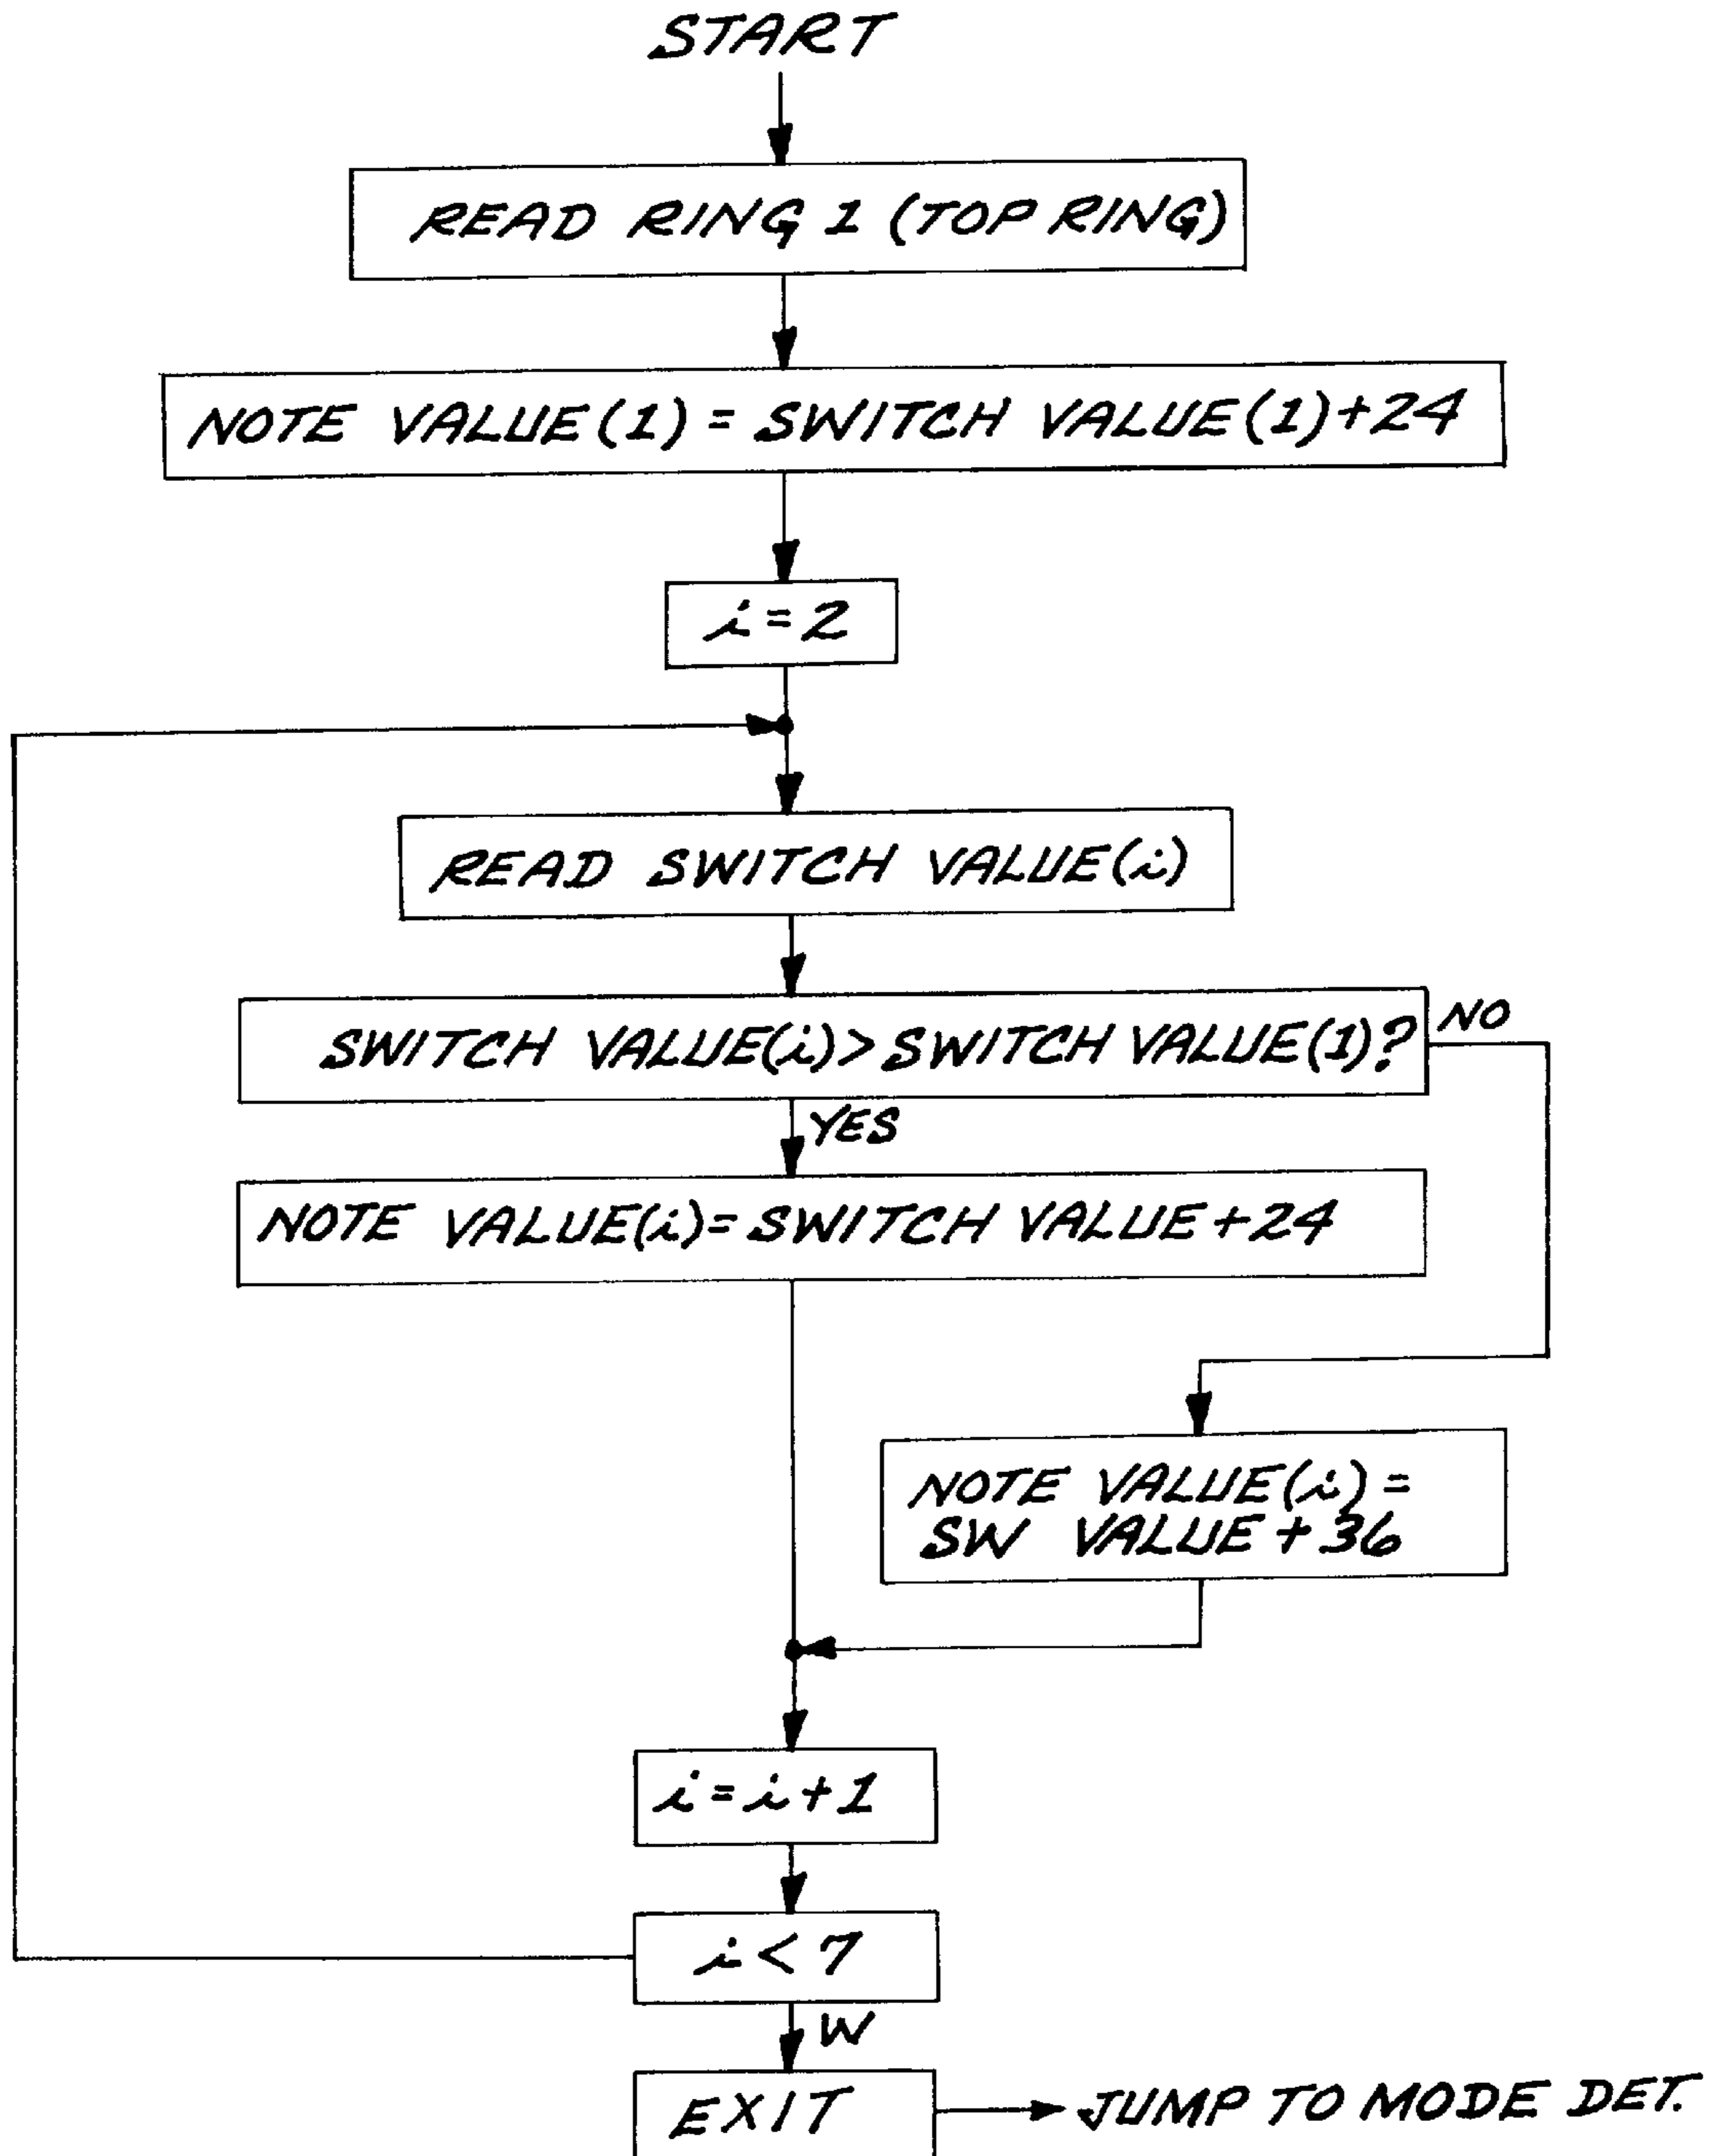 START
READ RING 1 (TOP RING)
NOTE VALUE(1) = SWITCH VALUE(1)+24
i=2
READ SWITCH VALUE(i)
SWITCH VALUE(i)>SWITCH VALUE(1)?
NO
YES
NOTE VALUE(i)=SWITCH VALUE+24
NOTE VALUE(i) =
SW VALUE+36
i=i+1
i<7
W
EXIT
JUMP TO MODE DET.